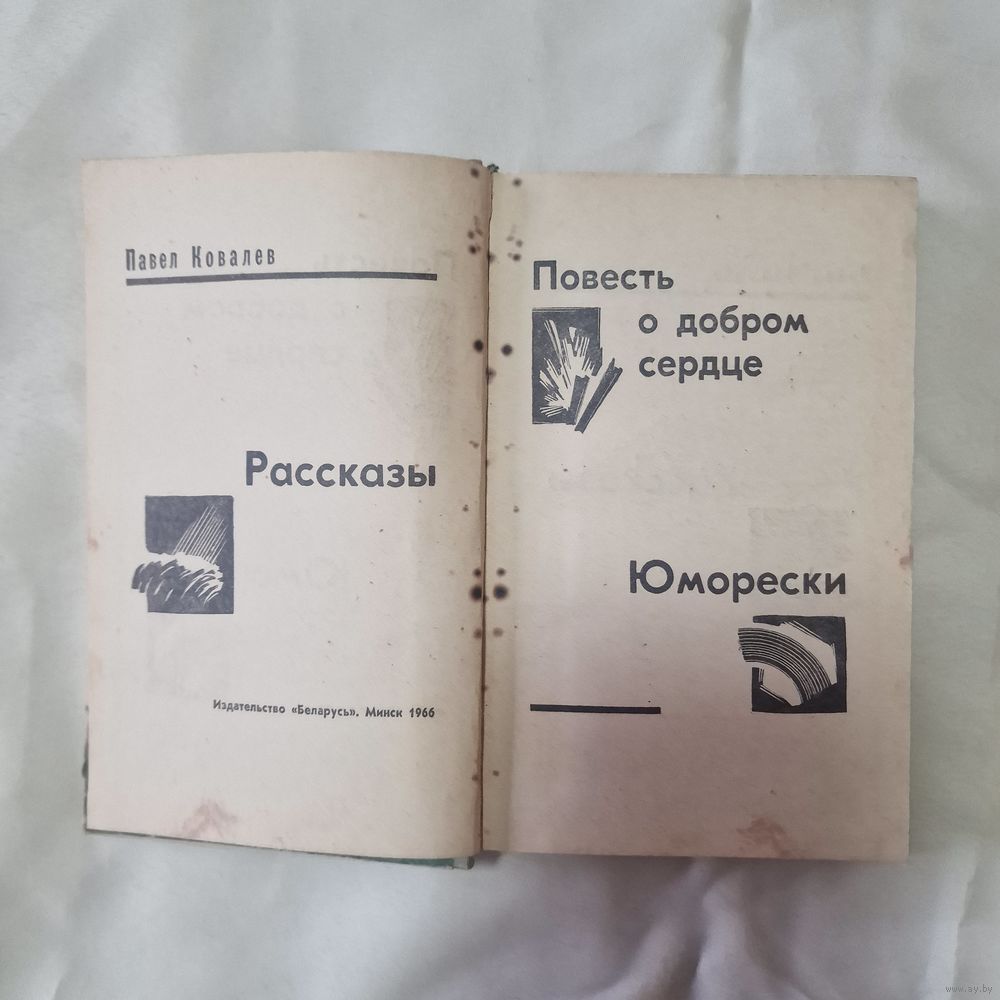 Павел Ковалев
Рассказы
Издательство «Беларусь». Минск 1966
Повесть
о добром
сердце
Юморески
www.ay.by